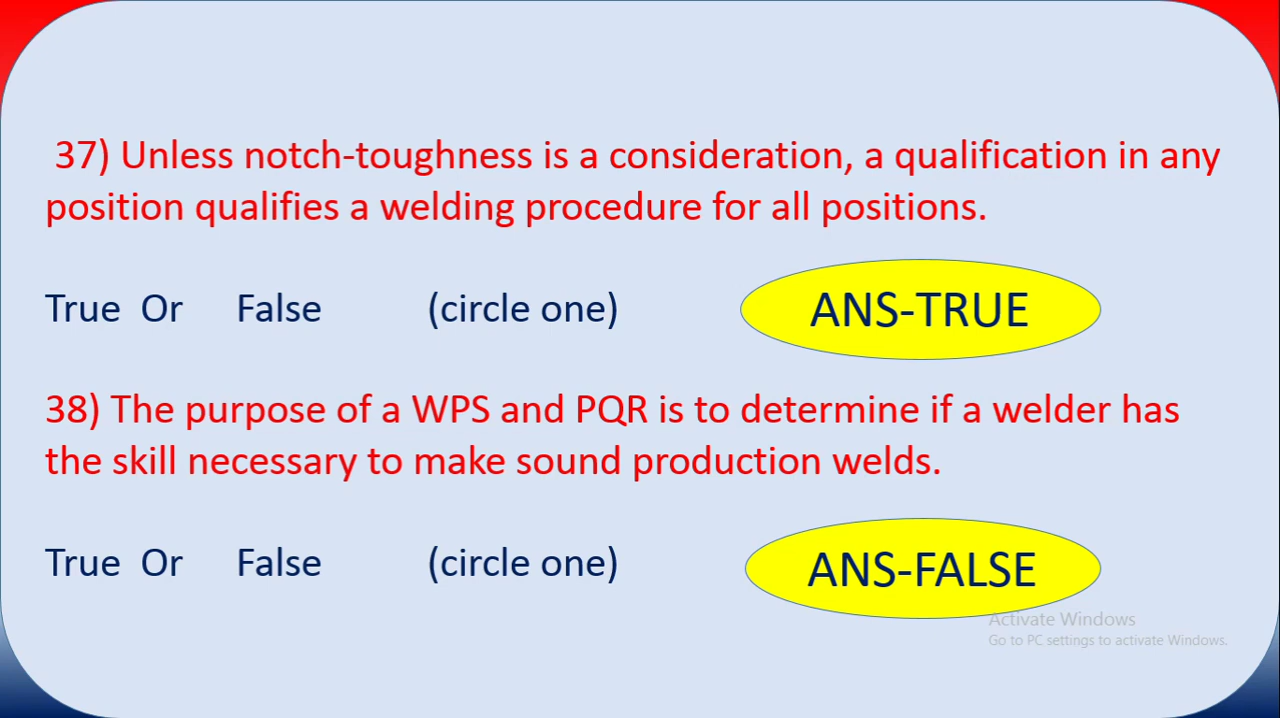 37) Unless notch-toughness is a consideration, a qualification in any
position qualifies a welding procedure for all positions.
True Or False (circle one) ANS-TRUE
38) The purpose of a WPS and PQR is to determine if a welder has
the skill necessary to make sound production welds.
True Or False (circle one) ANS-FALSE
Activate Windows
Go to PC settings to activate Windows.